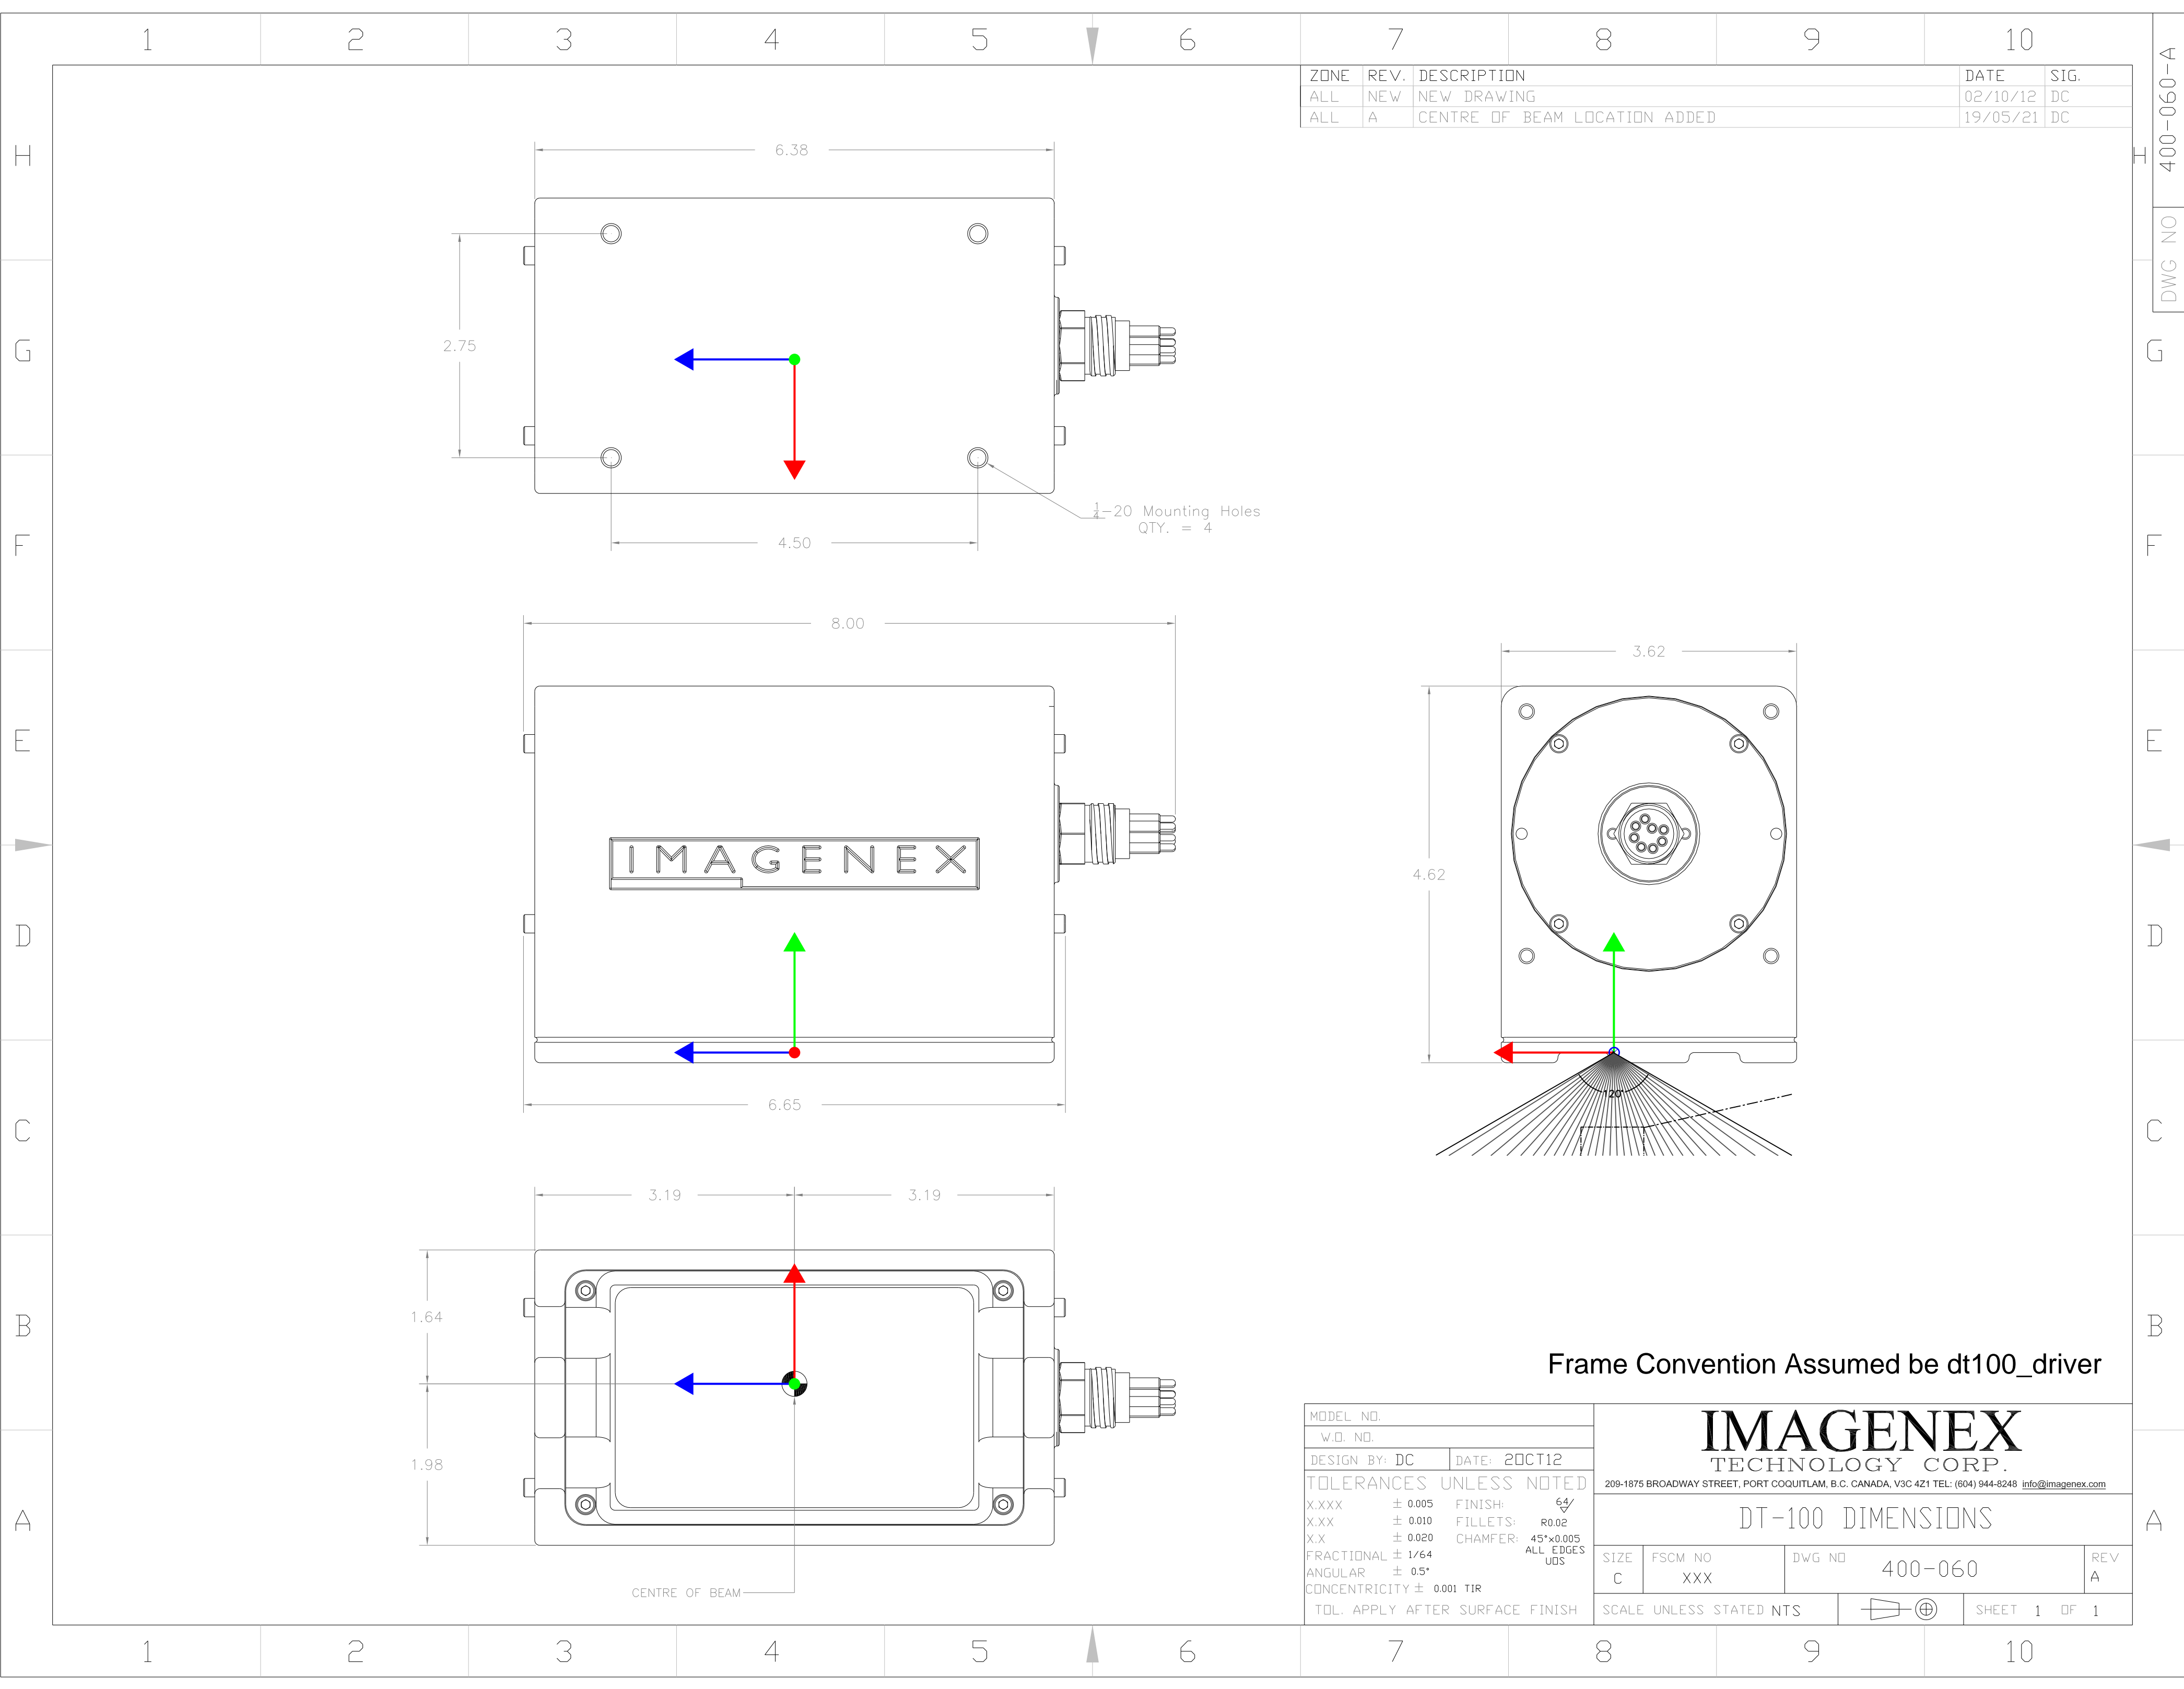 1 2 3 4 5 6 7 8 9 10
ZONE REV. DESCRIPTION DATE SIG.
ALL NEW NEW DRAWING 02/10/12 DC
ALL A CENTRE OF BEAM LOCATION ADDED 19/05/21 DC
400-060-A
DWG NO
H H
6.38
2.75
G G
1/4-20 Mounting Holes
QTY. = 4
4.50
F F
8.00
3.62
E E
IMAGENEX
4.62
D D
120°
6.65
C C
3.19 3.19
1.64
B B
Frame Convention Assumed be dt100_driver
1.98
CENTRE OF BEAM
A A
MODEL NO.
W.O. NO.
DESIGN BY: DC DATE: 2OCT12
TOLERANCES UNLESS NOTED
X.XXX ± 0.005 FINISH: 64/
X.XX ± 0.010 FILLETS: R0.02
X.X ± 0.020 CHAMFER: 45°x0.005
FRACTIONAL ± 1/64 ALL EDGES
UOS
ANGULAR ± 0.5°
CONCENTRICITY ± 0.001 TIR
TOL. APPLY AFTER SURFACE FINISH
IMAGENEX
TECHNOLOGY CORP.
209-1875 BROADWAY STREET, PORT COQUITLAM, B.C. CANADA, V3C 4Z1 TEL: (604) 944-8248 info@imagenex.com
DT-100 DIMENSIONS
SIZE FSCM NO DWG NO REV
C XXX 400-060 A
SCALE UNLESS STATED NTS SHEET 1 OF 1
1 2 3 4 5 6 7 8 9 10